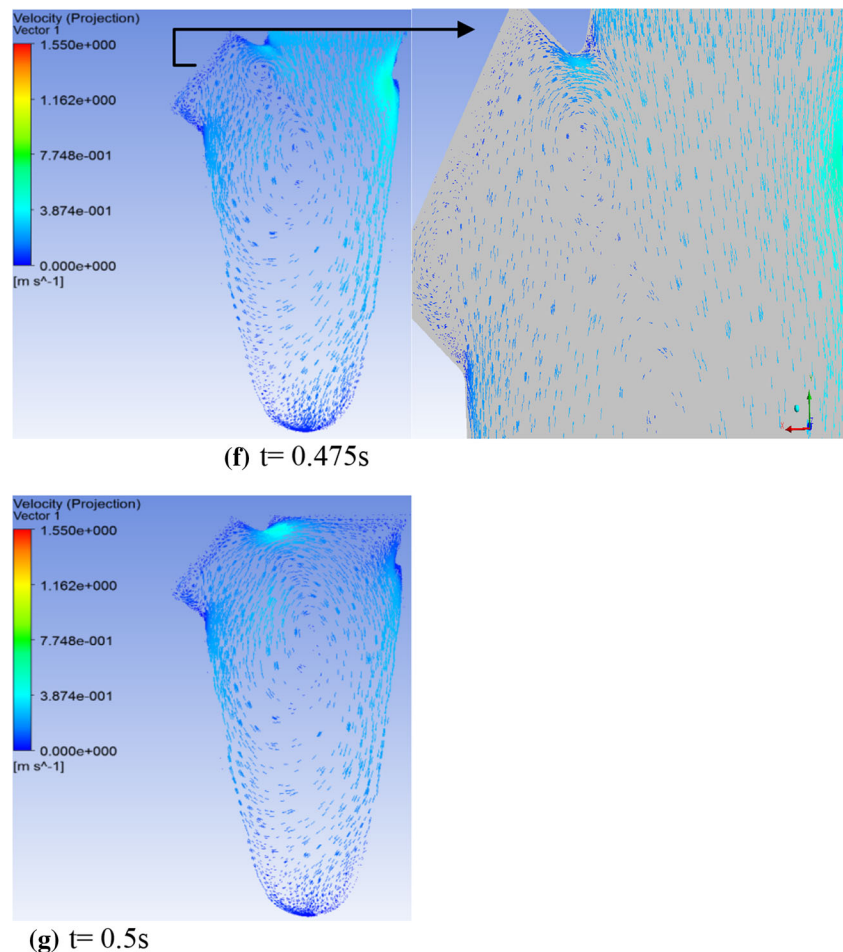 Velocity (Projection)
Vector 1
1.550e+000
1.162e+000
7.748e-001
3.874e-001
0.000e+000
[m s^-1]
(f) t= 0.475s
Velocity (Projection)
Vector 1
1.550e+000
1.162e+000
7.748e-001
3.874e-001
0.000e+000
[m s^-1]
(g) t= 0.5s